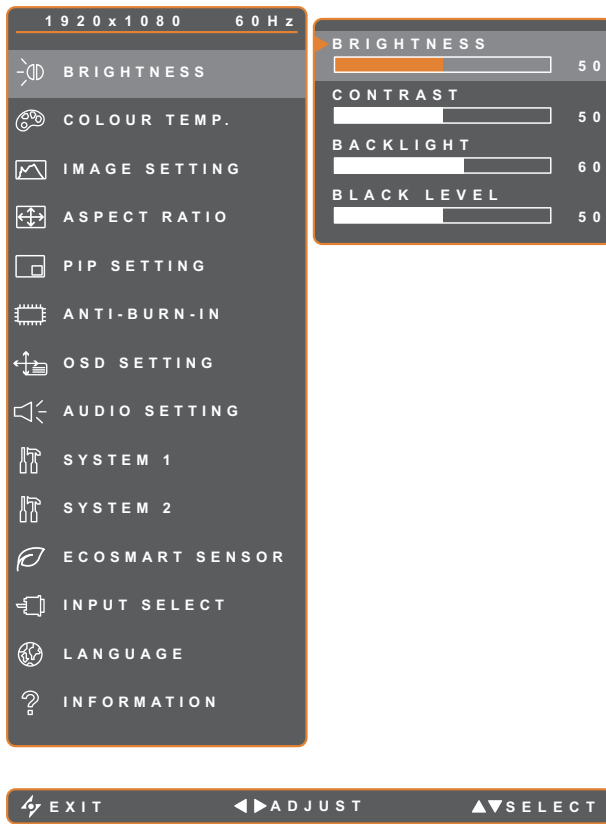 1920x1080 60Hz
BRIGHTNESS
COLOUR TEMP.
IMAGE SETTING
ASPECT RATIO
PIP SETTING
ANTI-BURN-IN
OSD SETTING
AUDIO SETTING
SYSTEM 1
SYSTEM 2
ECOSMART SENSOR
INPUT SELECT
LANGUAGE
INFORMATION
BRIGHTNESS
50
CONTRAST
50
BACKLIGHT
60
BLACK LEVEL
50
EXIT ADJUST SELECT